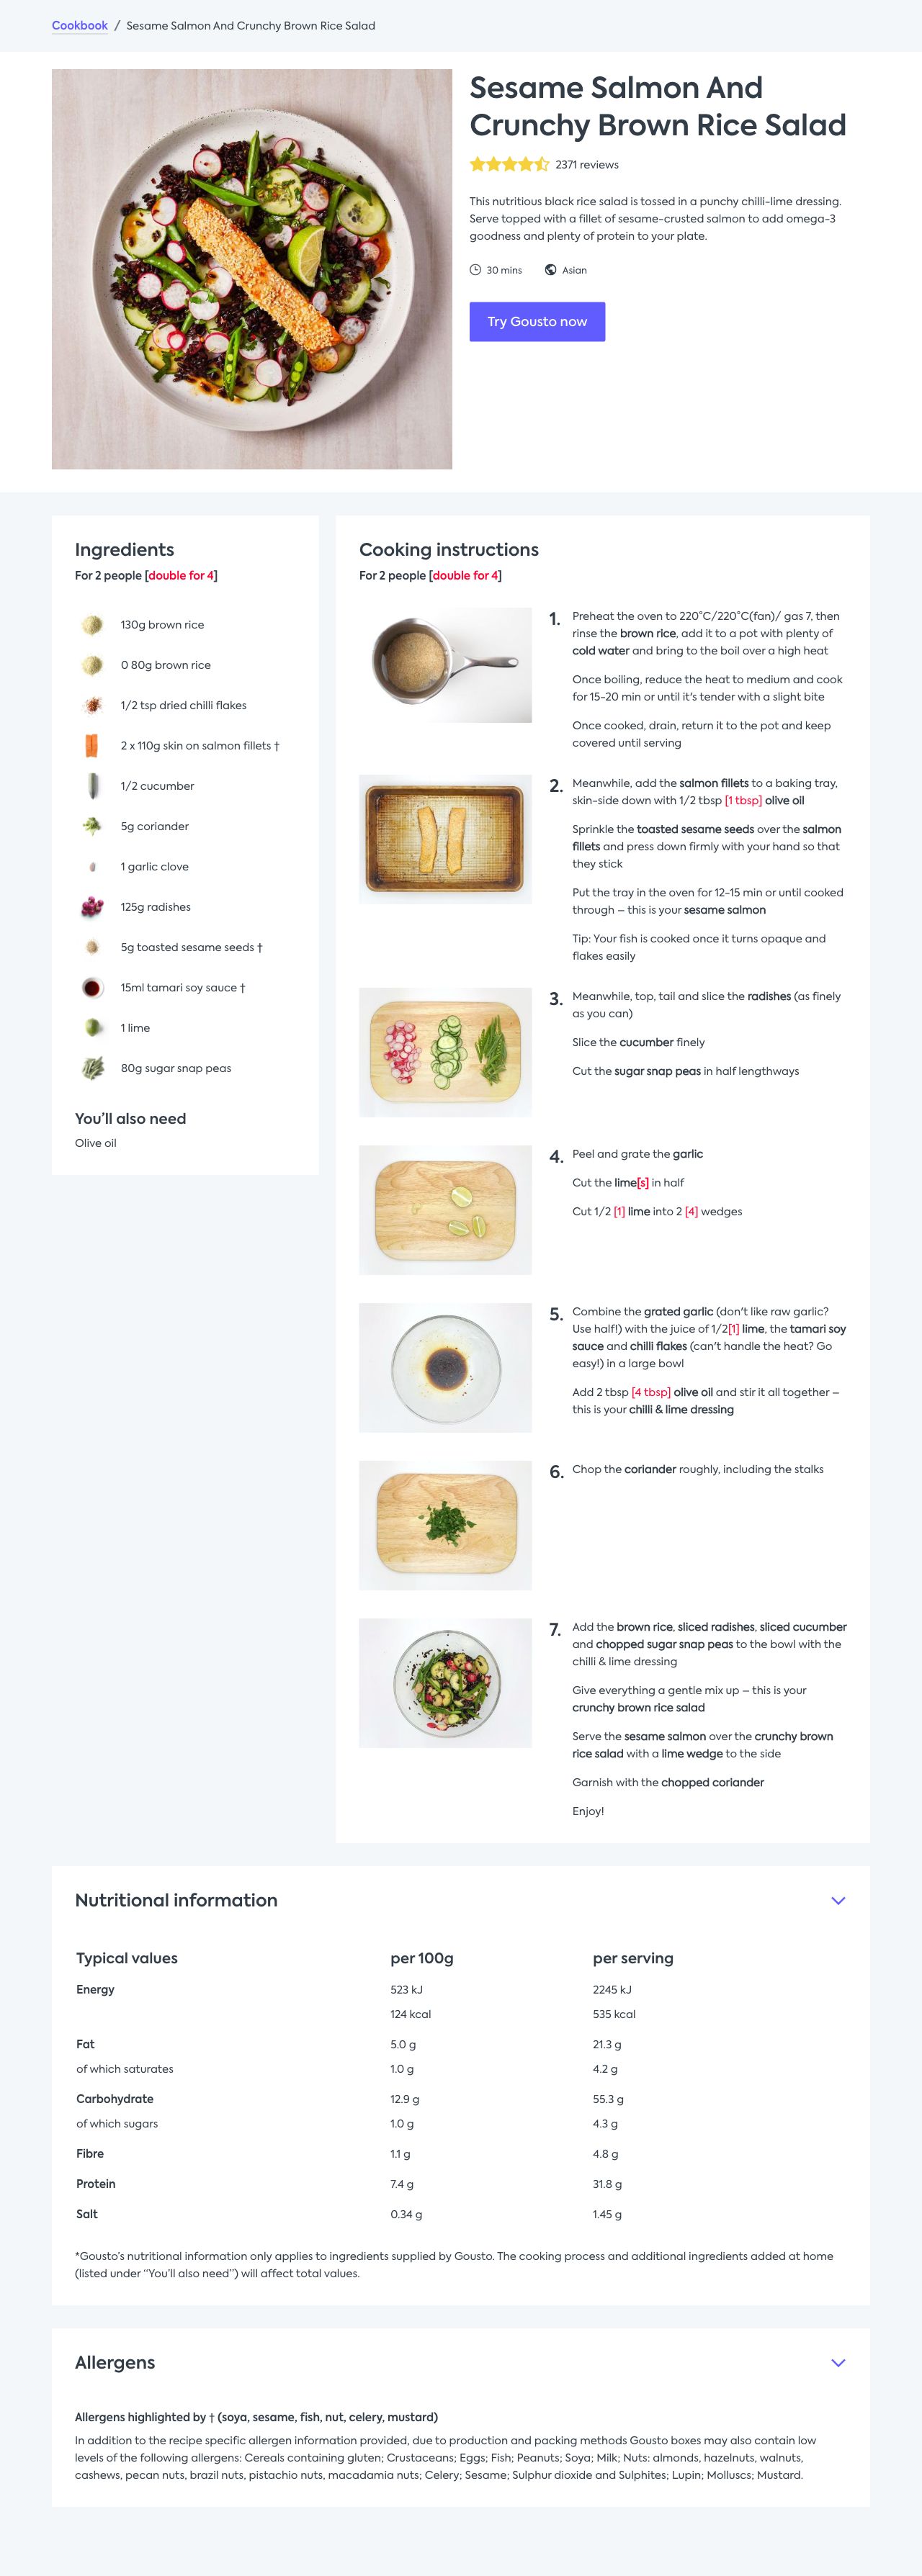 Cookbook / Sesame Salmon And Crunchy Brown Rice Salad
Sesame Salmon And
Crunchy Brown Rice Salad
2371 reviews
This nutritious black rice salad is tossed in a punchy chilli-lime dressing.
Serve topped with a fillet of sesame-crusted salmon to add omega-3
goodness and plenty of protein to your plate.
30 mins Asian
Try Gousto now
Ingredients
For 2 people [double for 4]
130g brown rice
0 80g brown rice
1/2 tsp dried chilli flakes
2 x 110g skin on salmon fillets †
1/2 cucumber
5g coriander
1 garlic clove
125g radishes
5g toasted sesame seeds †
15ml tamari soy sauce †
1 lime
80g sugar snap peas
You'll also need
Olive oil
Cooking instructions
For 2 people [double for 4]
1. Preheat the oven to 220°C/220°C(fan)/ gas 7, then
rinse the brown rice, add it to a pot with plenty of
cold water and bring to the boil over a high heat
Once boiling, reduce the heat to medium and cook
for 15-20 min or until it's tender with a slight bite
Once cooked, drain, return it to the pot and keep
covered until serving
2. Meanwhile, add the salmon fillets to a baking tray,
skin-side down with 1/2 tbsp [1 tbsp] olive oil
Sprinkle the toasted sesame seeds over the salmon
fillets and press down firmly with your hand so that
they stick
Put the tray in the oven for 12-15 min or until cooked
through – this is your sesame salmon
Tip: Your fish is cooked once it turns opaque and
flakes easily
3. Meanwhile, top, tail and slice the radishes (as finely
as you can)
Slice the cucumber finely
Cut the sugar snap peas in half lengthways
4. Peel and grate the garlic
Cut the lime[s] in half
Cut 1/2 [1] lime into 2 [4] wedges
5. Combine the grated garlic (don't like raw garlic?
Use half!) with the juice of 1/2[1] lime, the tamari soy
sauce and chilli flakes (can't handle the heat? Go
easy!) in a large bowl
Add 2 tbsp [4 tbsp] olive oil and stir it all together –
this is your chilli & lime dressing
6. Chop the coriander roughly, including the stalks
7. Add the brown rice, sliced radishes, sliced cucumber
and chopped sugar snap peas to the bowl with the
chilli & lime dressing
Give everything a gentle mix up – this is your
crunchy brown rice salad
Serve the sesame salmon over the crunchy brown
rice salad with a lime wedge to the side
Garnish with the chopped coriander
Enjoy!
Nutritional information
Typical values per 100g per serving
Energy 523 kJ 2245 kJ
124 kcal 535 kcal
Fat 5.0 g 21.3 g
of which saturates 1.0 g 4.2 g
Carbohydrate 12.9 g 55.3 g
of which sugars 1.0 g 4.3 g
Fibre 1.1 g 4.8 g
Protein 7.4 g 31.8 g
Salt 0.34 g 1.45 g
*Gousto's nutritional information only applies to ingredients supplied by Gousto. The cooking process and additional ingredients added at home
(listed under “You'll also need”) will affect total values.
Allergens
Allergens highlighted by † (soya, sesame, fish, nut, celery, mustard)
In addition to the recipe specific allergen information provided, due to production and packing methods Gousto boxes may also contain low
levels of the following allergens: Cereals containing gluten; Crustaceans; Eggs; Fish; Peanuts; Soya; Milk; Nuts: almonds, hazelnuts, walnuts,
cashews, pecan nuts, brazil nuts, pistachio nuts, macadamia nuts; Celery; Sesame; Sulphur dioxide and Sulphites; Lupin; Molluscs; Mustard.